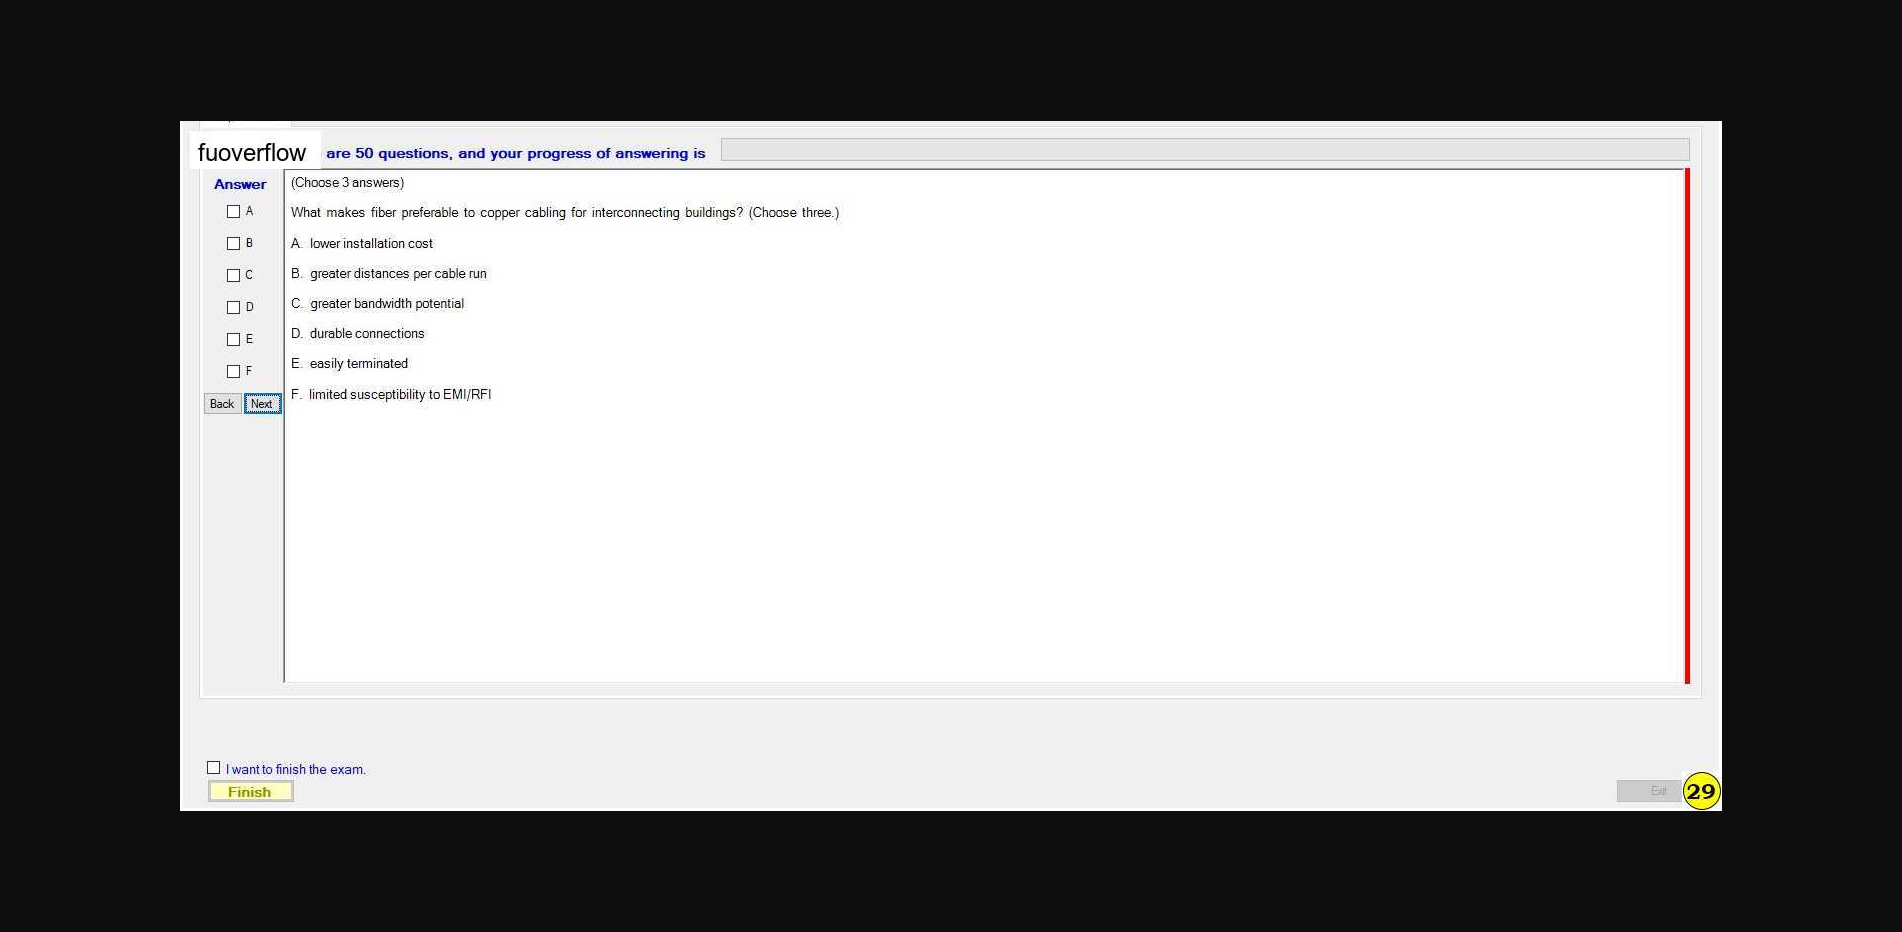 fuoverflow are 50 questions, and your progress of answering is
Answer
A
B
C
D
E
F
Back Next
(Choose 3 answers)
What makes fiber preferable to copper cabling for interconnecting buildings? (Choose three.)
A. lower installation cost
B. greater distances per cable run
C. greater bandwidth potential
D. durable connections
E. easily terminated
F. limited susceptibility to EMI/RFI
I want to finish the exam.
Finish
Exit
29